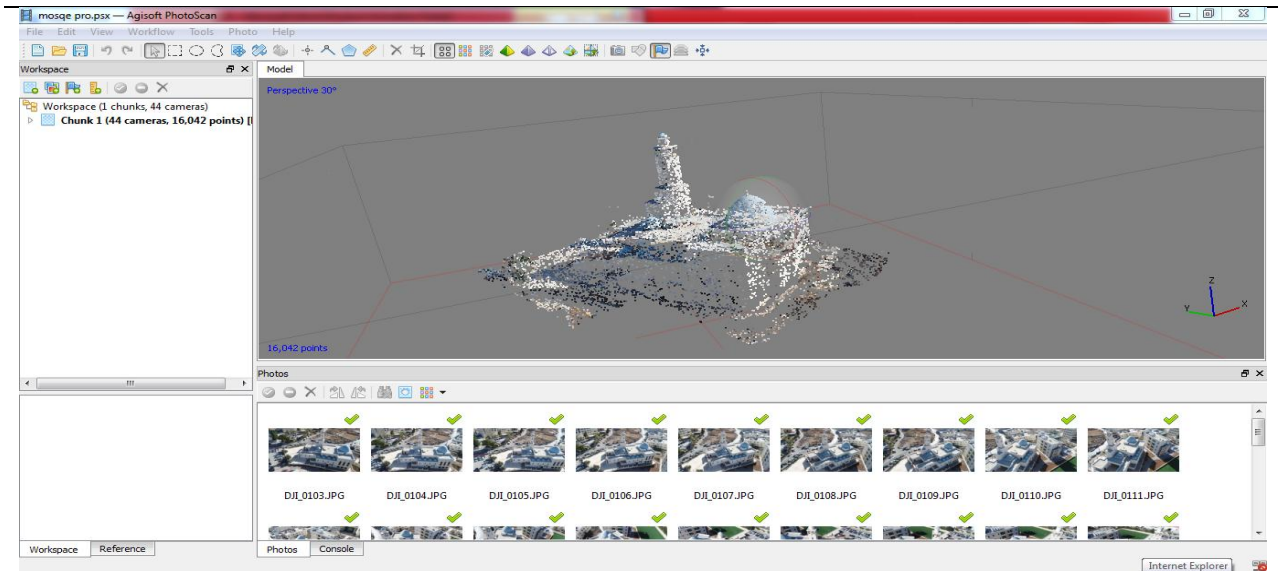 mosqe pro.psx — Agisoft PhotoScan
File Edit View Workflow Tools Photo Help
Workspace
Model
Workspace (1 chunks, 44 cameras)
Chunk 1 (44 cameras, 16,042 points) [
Perspective 30°
Z
Y
X
16,042 points
Photos
DJI_0103.JPG DJI_0104.JPG DJI_0105.JPG DJI_0106.JPG DJI_0107.JPG DJI_0108.JPG DJI_0109.JPG DJI_0110.JPG DJI_0111.JPG
Workspace Reference
Photos Console
Internet Explorer